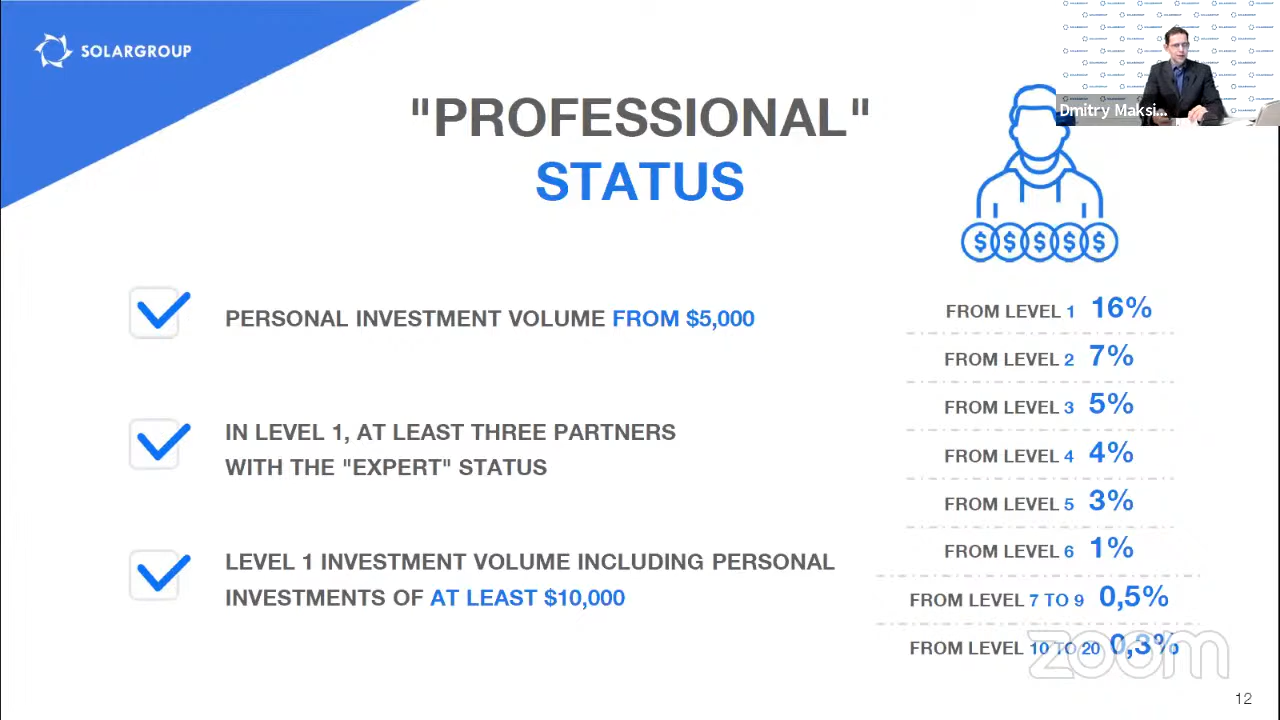 SOLARGROUP
Dmitry Maksi...
"PROFESSIONAL"
STATUS
PERSONAL INVESTMENT VOLUME FROM $5,000
IN LEVEL 1, AT LEAST THREE PARTNERS
WITH THE "EXPERT" STATUS
LEVEL 1 INVESTMENT VOLUME INCLUDING PERSONAL
INVESTMENTS OF AT LEAST $10,000
$ $ $ $ $
FROM LEVEL 1 16%
FROM LEVEL 2 7%
FROM LEVEL 3 5%
FROM LEVEL 4 4%
FROM LEVEL 5 3%
FROM LEVEL 6 1%
FROM LEVEL 7 TO 9 0,5%
FROM LEVEL 10 TO 20 0,3%
zoom
12